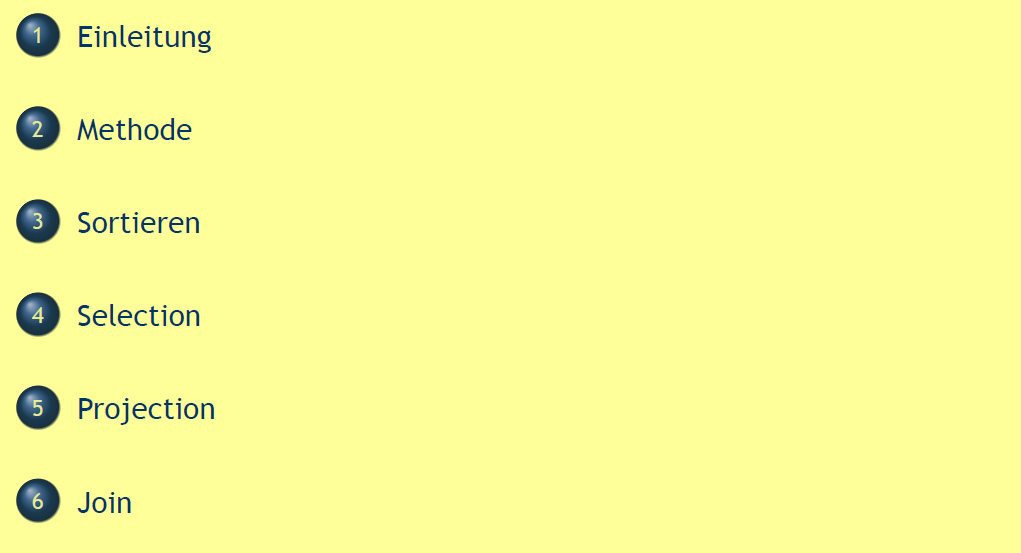 1 Einleitung
2 Methode
3 Sortieren
4 Selection
5 Projection
6 Join